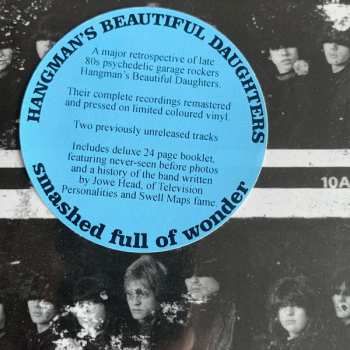 HANGMAN'S BEAUTIFUL DAUGHTERS
A major retrospective of late
80s psychedelic garage rockers
Hangman's Beautiful Daughters.
Their complete recordings remastered
and pressed on limited coloured vinyl.
Two previously unreleased tracks
Includes deluxe 24 page booklet,
featuring never-seen before photos
and a history of the band written
by Jowe Head, of Television
Personalities and Swell Maps fame.
smashed full of wonder
10A